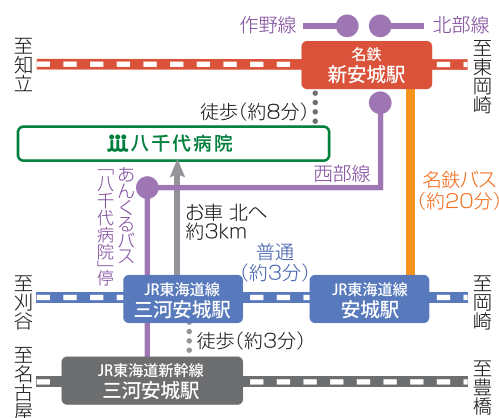 作野線
北部線
至知立
名鉄
新安城駅
至東岡崎
徒歩(約8分)
八千代病院
西部線
名鉄バス
(約20分)
あんくるバス
「八千代病院」停
お車 北へ
約3km
普通
(約3分)
至刈谷
JR東海道線
三河安城駅
JR東海道線
安城駅
至岡崎
徒歩(約3分)
至名古屋
JR東海道新幹線
三河安城駅
至豊橋